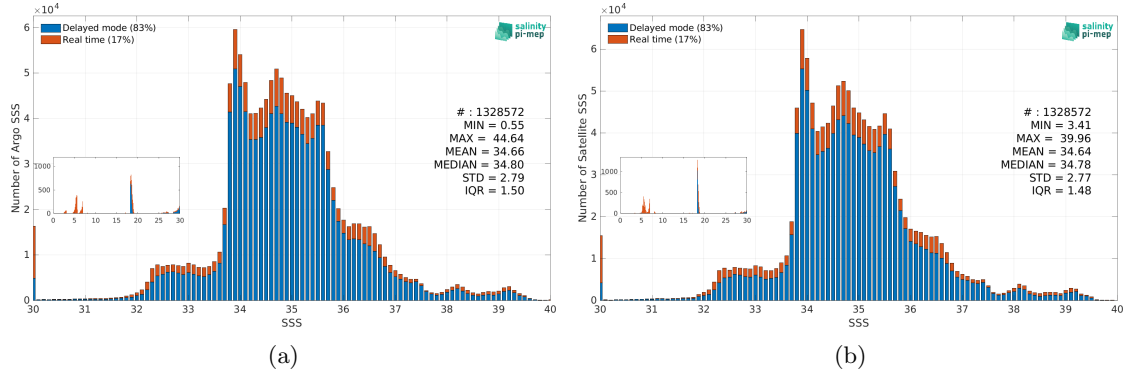 ×10^4
Delayed mode (83%)
Real time (17%)
salinity
pi-mep
# : 1328572
MIN = 0.55
MAX = 44.64
MEAN = 34.66
MEDIAN = 34.80
STD = 2.79
IQR = 1.50
Number of Argo SSS
6
5
4
3
2
1
0
1000
500
0
0 5 10 15 20 25 30
30 31 32 33 34 35 36 37 38 39 40
SSS
(a)
×10^4
Delayed mode (83%)
Real time (17%)
salinity
pi-mep
# : 1328572
MIN = 3.41
MAX = 39.96
MEAN = 34.64
MEDIAN = 34.78
STD = 2.77
IQR = 1.48
Number of Satellite SSS
6
5
4
3
2
1
0
1000
500
0
0 5 10 15 20 25 30
30 31 32 33 34 35 36 37 38 39 40
SSS
(b)